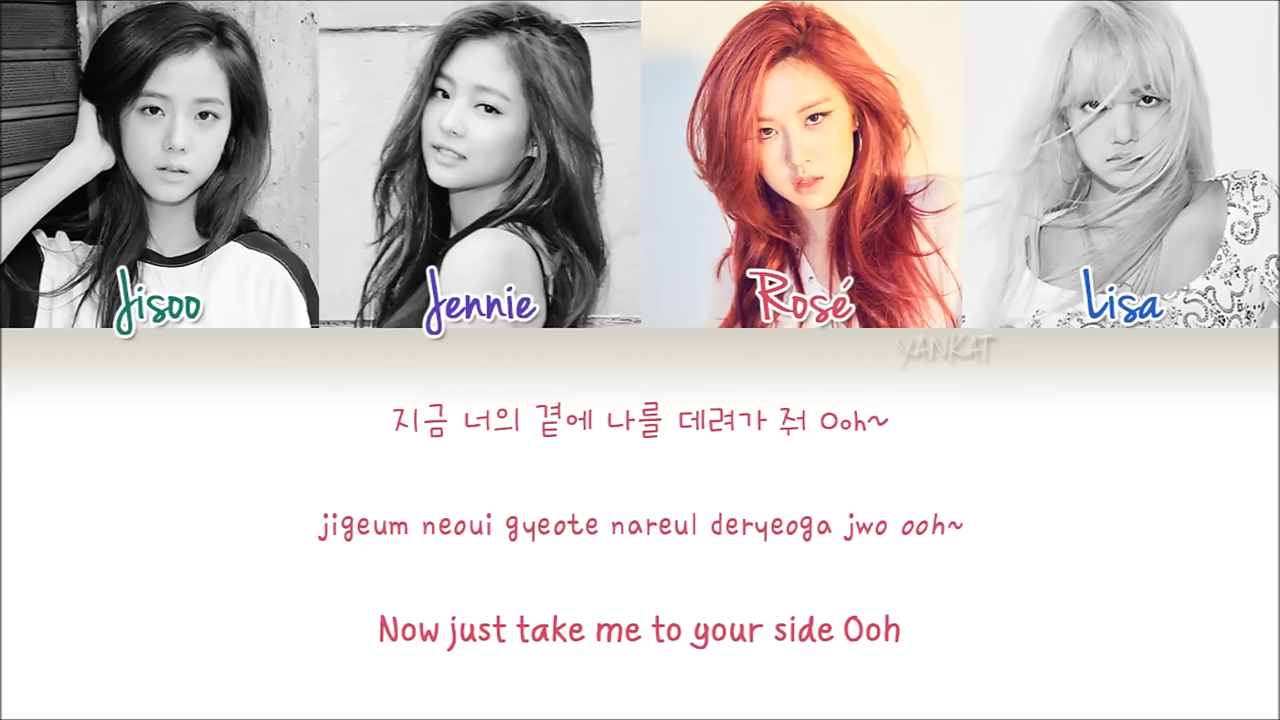 Jisoo Jennie Rosé Lisa
YANKAT
지금 너의 곁에 나를 데려가 줘 Ooh~
jigeum neoui gyeote nareul deryeoga jwo ooh~
Now just take me to your side Ooh